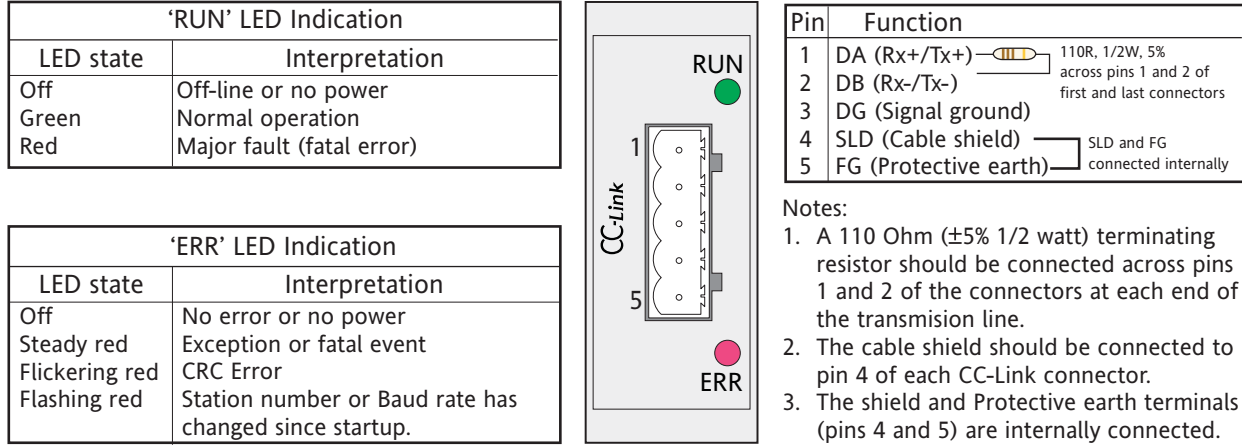 ‘RUN’ LED Indication
LED state Interpretation
Off Off-line or no power
Green Normal operation
Red Major fault (fatal error)
‘ERR’ LED Indication
LED state Interpretation
Off No error or no power
Steady red Exception or fatal event
Flickering red CRC Error
Flashing red Station number or Baud rate has
changed since startup.
RUN
1
CC-Link
5
ERR
Pin Function
1 DA (Rx+/Tx+)
2 DB (Rx-/Tx-)
3 DG (Signal ground)
4 SLD (Cable shield)
5 FG (Protective earth)
110R, 1/2W, 5%
across pins 1 and 2 of
first and last connectors
SLD and FG
connected internally
Notes:
1. A 110 Ohm (±5% 1/2 watt) terminating
resistor should be connected across pins
1 and 2 of the connectors at each end of
the transmision line.
2. The cable shield should be connected to
pin 4 of each CC-Link connector.
3. The shield and Protective earth terminals
(pins 4 and 5) are internally connected.